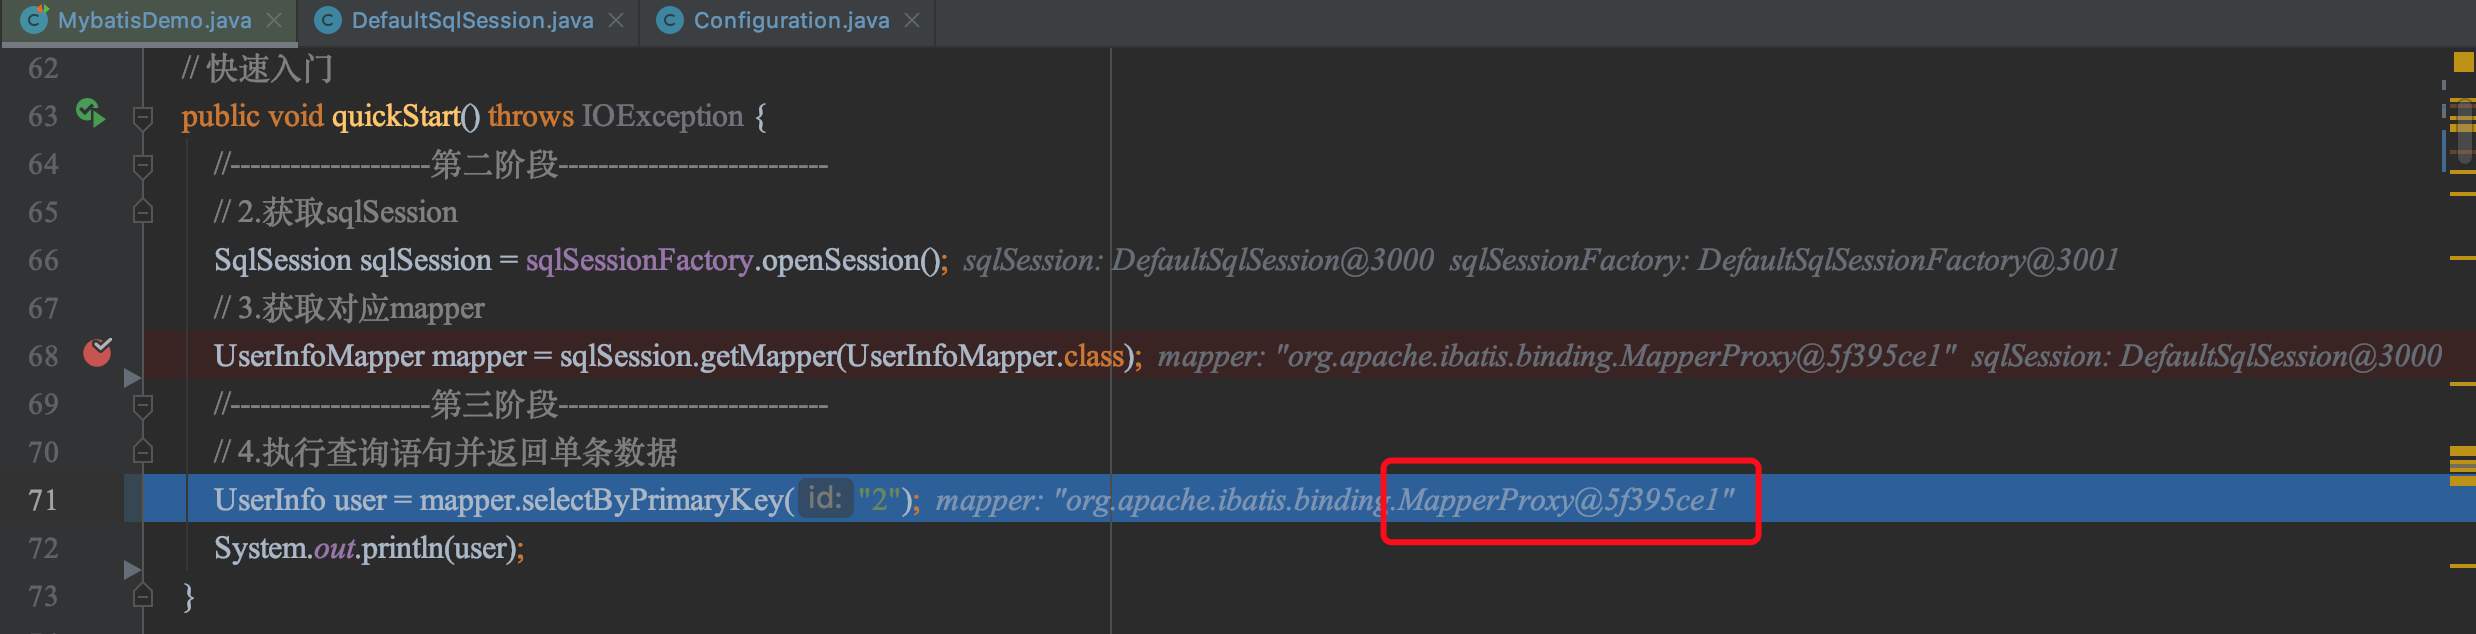 MybatisDemo.java DefaultSqlSession.java Configuration.java
62 // 快速入门
63 public void quickStart() throws IOException {
64 //--------------------第二阶段---------------------------
65 // 2.获取sqlSession
66 SqlSession sqlSession = sqlSessionFactory.openSession(); sqlSession: DefaultSqlSession@3000 sqlSessionFactory: DefaultSqlSessionFactory@3001
67 // 3.获取对应mapper
68 UserInfoMapper mapper = sqlSession.getMapper(UserInfoMapper.class); mapper: "org.apache.ibatis.binding.MapperProxy@5f395ce1" sqlSession: DefaultSqlSession@3000
69 //--------------------第三阶段---------------------------
70 // 4.执行查询语句并返回单条数据
71 UserInfo user = mapper.selectByPrimaryKey( id: "2"); mapper: "org.apache.ibatis.binding.MapperProxy@5f395ce1"
72 System.out.println(user);
73 }